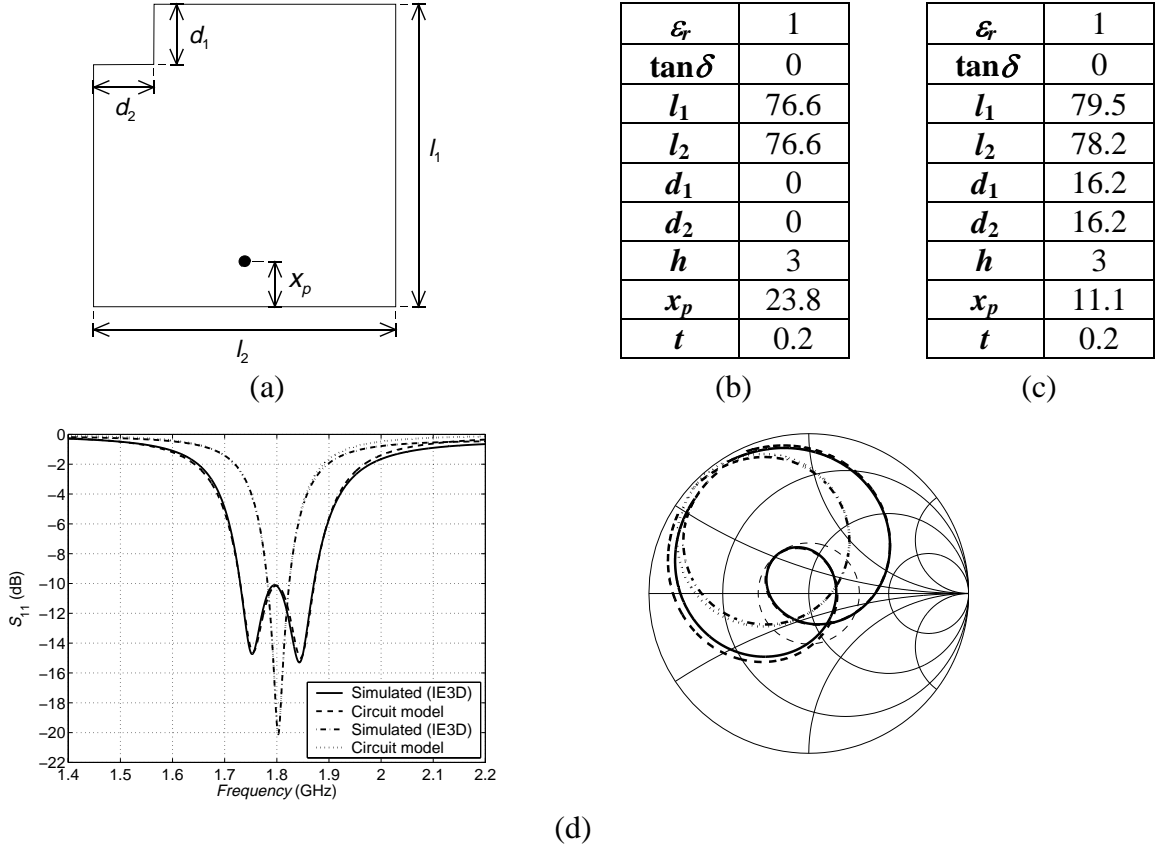 d1
d2
l1
xp
l2
(a)
εr 1
tanδ 0
l1 76.6
l2 76.6
d1 0
d2 0
h 3
xp 23.8
t 0.2
(b)
εr 1
tanδ 0
l1 79.5
l2 78.2
d1 16.2
d2 16.2
h 3
xp 11.1
t 0.2
(c)
0
−2
−4
−6
−8
−10
−12
−14
−16
−18
−20
−22
S11 (dB)
Simulated (IE3D)
Circuit model
Simulated (IE3D)
Circuit model
1.4 1.5 1.6 1.7 1.8 1.9 2 2.1 2.2
Frequency (GHz)
(d)